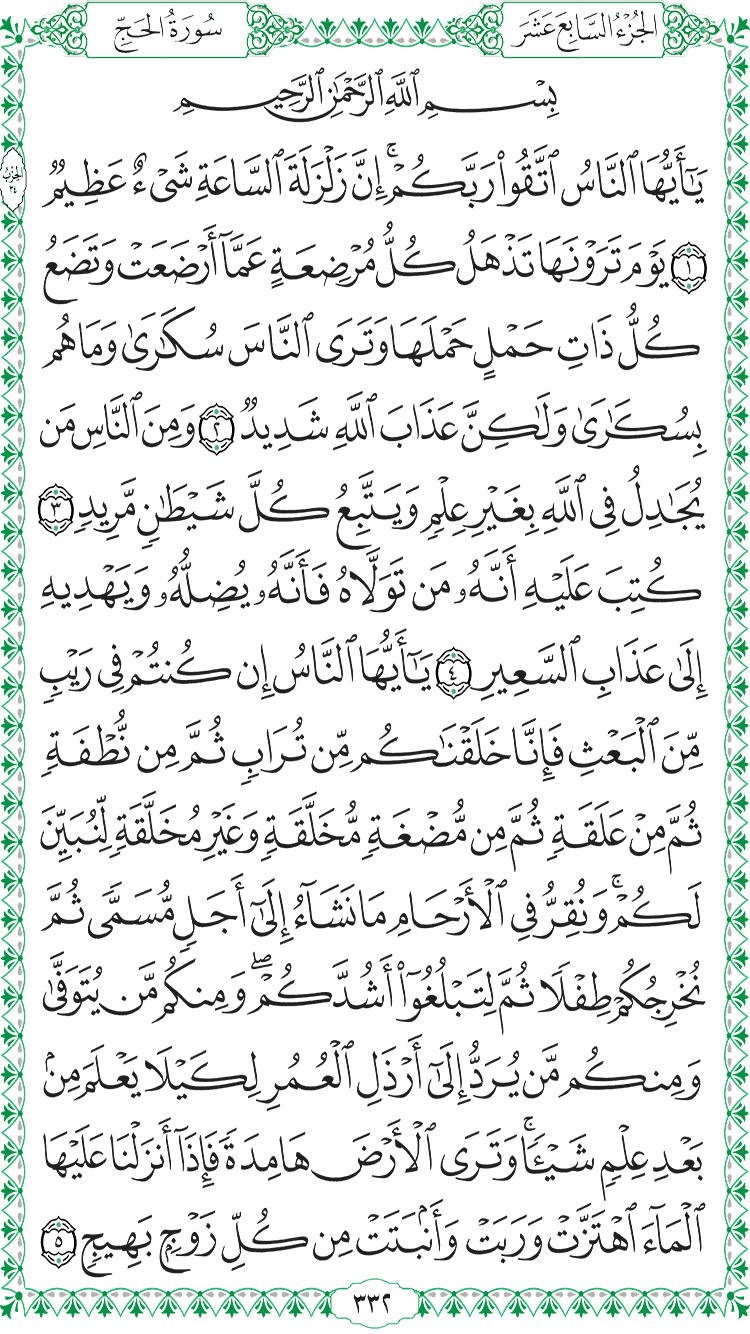 الجُزْءُ السَّابِعَ عَشَرَ
سُورَةُ الحَجِّ
بِسْمِ ٱللَّهِ ٱلرَّحْمَٰنِ ٱلرَّحِيمِ
الحزب
٣٤
يَٰٓأَيُّهَا ٱلنَّاسُ ٱتَّقُوا۟ رَبَّكُمْ ۚ إِنَّ زَلْزَلَةَ ٱلسَّاعَةِ شَىْءٌ عَظِيمٌ
١ يَوْمَ تَرَوْنَهَا تَذْهَلُ كُلُّ مُرْضِعَةٍ عَمَّآ أَرْضَعَتْ وَتَضَعُ
كُلُّ ذَاتِ حَمْلٍ حَمْلَهَا وَتَرَى ٱلنَّاسَ سُكَٰرَىٰ وَمَا هُم
بِسُكَٰرَىٰ وَلَٰكِنَّ عَذَابَ ٱللَّهِ شَدِيدٌ ٢ وَمِنَ ٱلنَّاسِ مَن
يُجَٰدِلُ فِى ٱللَّهِ بِغَيْرِ عِلْمٍ وَيَتَّبِعُ كُلَّ شَيْطَٰنٍ مَّرِيدٍ ٣
كُتِبَ عَلَيْهِ أَنَّهُۥ مَن تَوَلَّاهُ فَأَنَّهُۥ يُضِلُّهُۥ وَيَهْدِيهِ
إِلَىٰ عَذَابِ ٱلسَّعِيرِ ٤ يَٰٓأَيُّهَا ٱلنَّاسُ إِن كُنتُمْ فِى رَيْبٍ
مِّنَ ٱلْبَعْثِ فَإِنَّا خَلَقْنَٰكُم مِّن تُرَابٍ ثُمَّ مِن نُّطْفَةٍ
ثُمَّ مِنْ عَلَقَةٍ ثُمَّ مِن مُّضْغَةٍ مُّخَلَّقَةٍ وَغَيْرِ مُخَلَّقَةٍ لِّنُبَيِّنَ
لَكُمْ ۚ وَنُقِرُّ فِى ٱلْأَرْحَامِ مَا نَشَآءُ إِلَىٰٓ أَجَلٍ مُّسَمًّى ثُمَّ
نُخْرِجُكُمْ طِفْلًا ثُمَّ لِتَبْلُغُوٓا۟ أَشُدَّكُمْ ۖ وَمِنكُم مَّن يُتَوَفَّىٰ
وَمِنكُم مَّن يُرَدُّ إِلَىٰٓ أَرْذَلِ ٱلْعُمُرِ لِكَيْلَا يَعْلَمَ مِنۢ
بَعْدِ عِلْمٍ شَيْـًٔا ۚ وَتَرَى ٱلْأَرْضَ هَامِدَةً فَإِذَآ أَنزَلْنَا عَلَيْهَا
ٱلْمَآءَ ٱهْتَزَّتْ وَرَبَتْ وَأَنۢبَتَتْ مِن كُلِّ زَوْجٍۭ بَهِيجٍ ٥
٣٣٢